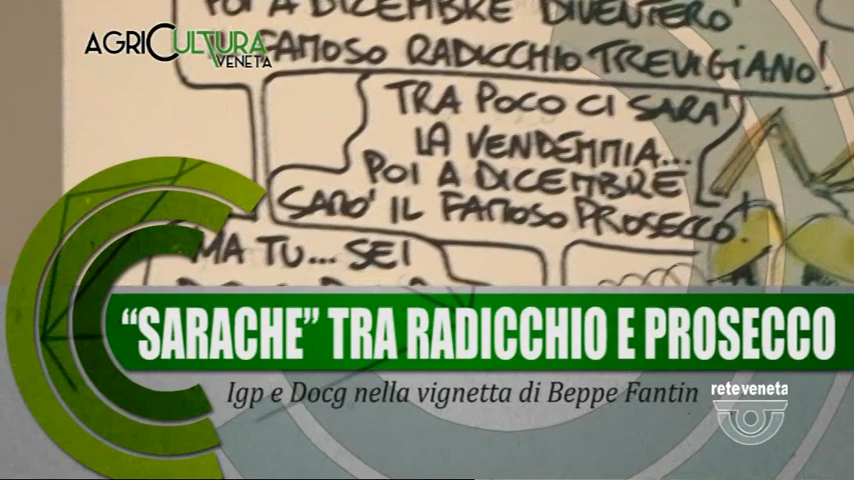 POI A DICEMBRE DIVENTERO'
FAMOSO RADICCHIO TREVIGIANO!
AGRICULTURA
VENETA
TRA POCO CI SARA'
LA VENDEMMIA...
POI A DICEMBRE
SARO' IL FAMOSO PROSECCO
MA TU... SEI
“SARACHE” TRA RADICCHIO E PROSECCO
Igp e Docg nella vignetta di Beppe Fantin
reteveneta